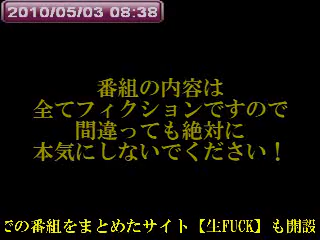 2010/05/03 08:38
番組の内容は
全てフィクションですので
間違っても絶対に
本気にしないでください！
での番組をまとめたサイト【生FUCK】も開設